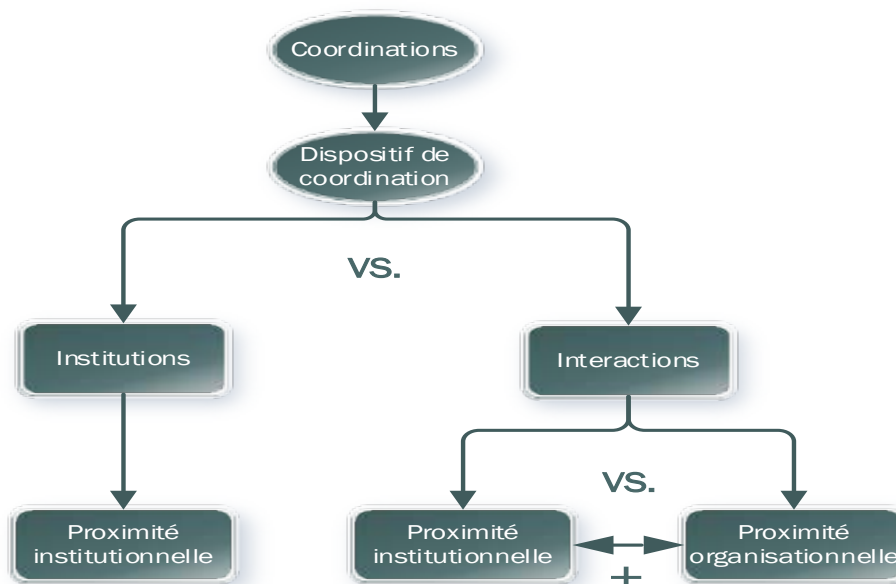 Coordinations
Dispositif de
coordination
vs.
Institutions
Interactions
vs.
Proximité
institutionnelle
Proximité
institutionnelle
+
Proximité
organisationnelle